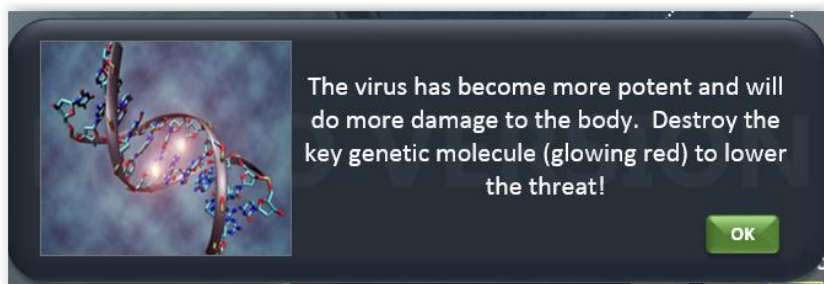 The virus has become more potent and will
do more damage to the body.  Destroy the
key genetic molecule (glowing red) to lower
the threat!
OK